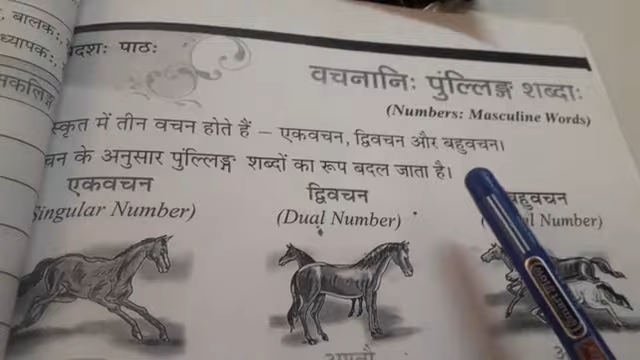 बालक:
ध्यापक:,
दशः पाठः
वचनानिः पुंल्लिङ्ग शब्दाः
(Numbers: Masculine Words)
स्कृत में तीन वचन होते हैं – एकवचन, द्विवचन और बहुवचन।
चन के अनुसार पुंल्लिङ्ग शब्दों का रूप बदल जाता है।
एकवचन द्विवचन बहुवचन
Singular Number) (Dual Number) Number)